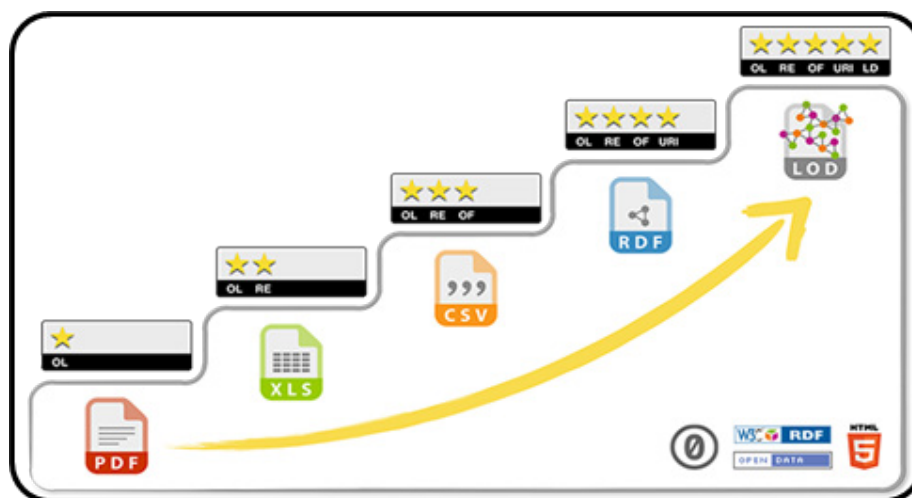 OL RE OF URI LD
OL RE OF URI
LOD
OL RE OF
RDF
OL RE
,,,
CSV
OL
XLS
PDF
0
W3C RDF
OPEN DATA
HTML
5